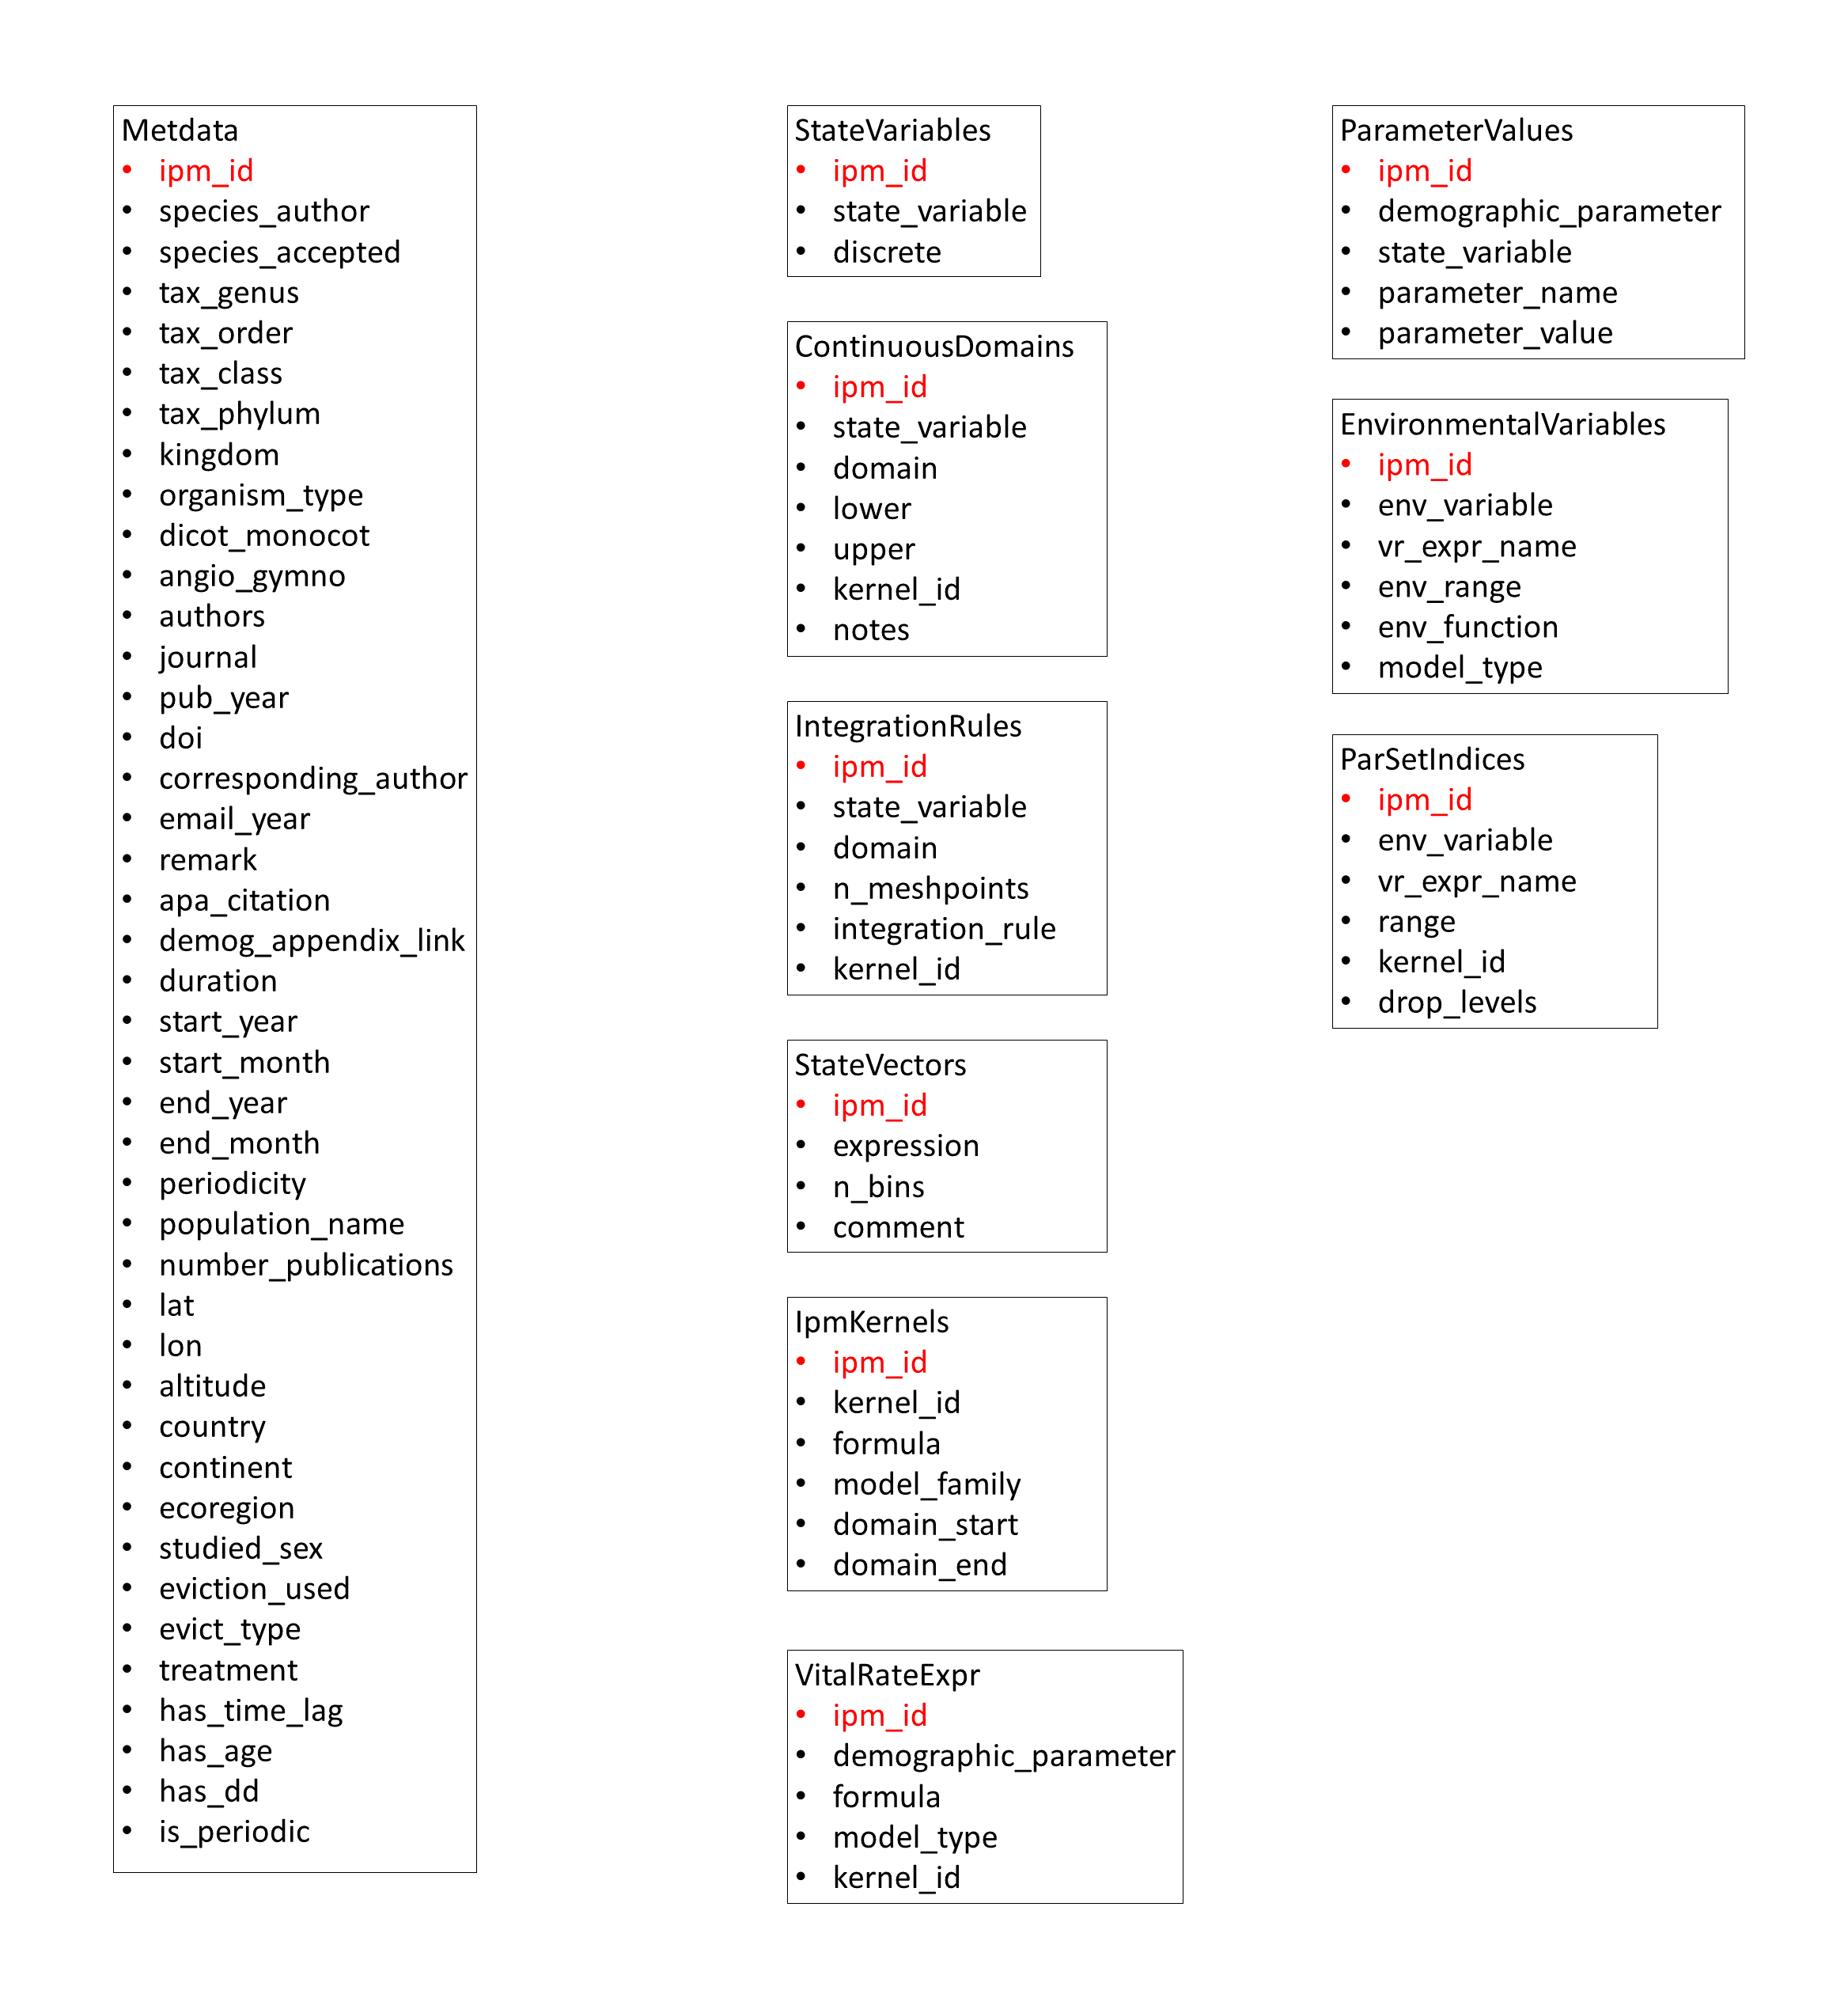 Metdata
• ipm_id
• species_author
• species_accepted
• tax_genus
• tax_order
• tax_class
• tax_phylum
• kingdom
• organism_type
• dicot_monocot
• angio_gymno
• authors
• journal
• pub_year
• doi
• corresponding_author
• email_year
• remark
• apa_citation
• demog_appendix_link
• duration
• start_year
• start_month
• end_year
• end_month
• periodicity
• population_name
• number_publications
• lat
• lon
• altitude
• country
• continent
• ecoregion
• studied_sex
• eviction_used
• evict_type
• treatment
• has_time_lag
• has_age
• has_dd
• is_periodic
StateVariables
• ipm_id
• state_variable
• discrete
ContinuousDomains
• ipm_id
• state_variable
• domain
• lower
• upper
• kernel_id
• notes
IntegrationRules
• ipm_id
• state_variable
• domain
• n_meshpoints
• integration_rule
• kernel_id
StateVectors
• ipm_id
• expression
• n_bins
• comment
IpmKernels
• ipm_id
• kernel_id
• formula
• model_family
• domain_start
• domain_end
VitalRateExpr
• ipm_id
• demographic_parameter
• formula
• model_type
• kernel_id
ParameterValues
• ipm_id
• demographic_parameter
• state_variable
• parameter_name
• parameter_value
EnvironmentalVariables
• ipm_id
• env_variable
• vr_expr_name
• env_range
• env_function
• model_type
ParSetIndices
• ipm_id
• env_variable
• vr_expr_name
• range
• kernel_id
• drop_levels